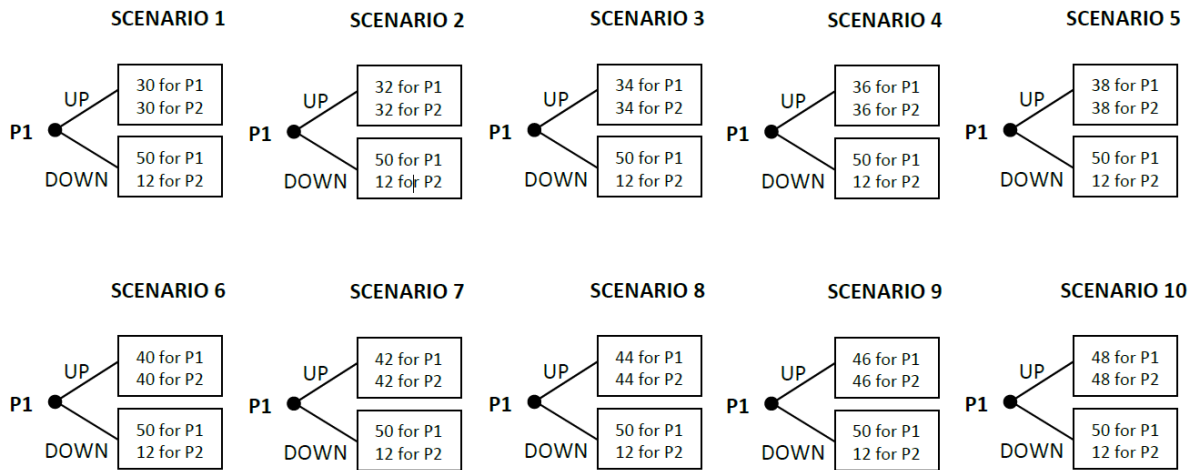 SCENARIO 1
SCENARIO 2
SCENARIO 3
SCENARIO 4
SCENARIO 5
P1
UP
30 for P1
30 for P2
DOWN
50 for P1
12 for P2
P1
UP
32 for P1
32 for P2
DOWN
50 for P1
12 for P2
P1
UP
34 for P1
34 for P2
DOWN
50 for P1
12 for P2
P1
UP
36 for P1
36 for P2
DOWN
50 for P1
12 for P2
P1
UP
38 for P1
38 for P2
DOWN
50 for P1
12 for P2
SCENARIO 6
SCENARIO 7
SCENARIO 8
SCENARIO 9
SCENARIO 10
P1
UP
40 for P1
40 for P2
DOWN
50 for P1
12 for P2
P1
UP
42 for P1
42 for P2
DOWN
50 for P1
12 for P2
P1
UP
44 for P1
44 for P2
DOWN
50 for P1
12 for P2
P1
UP
46 for P1
46 for P2
DOWN
50 for P1
12 for P2
P1
UP
48 for P1
48 for P2
DOWN
50 for P1
12 for P2